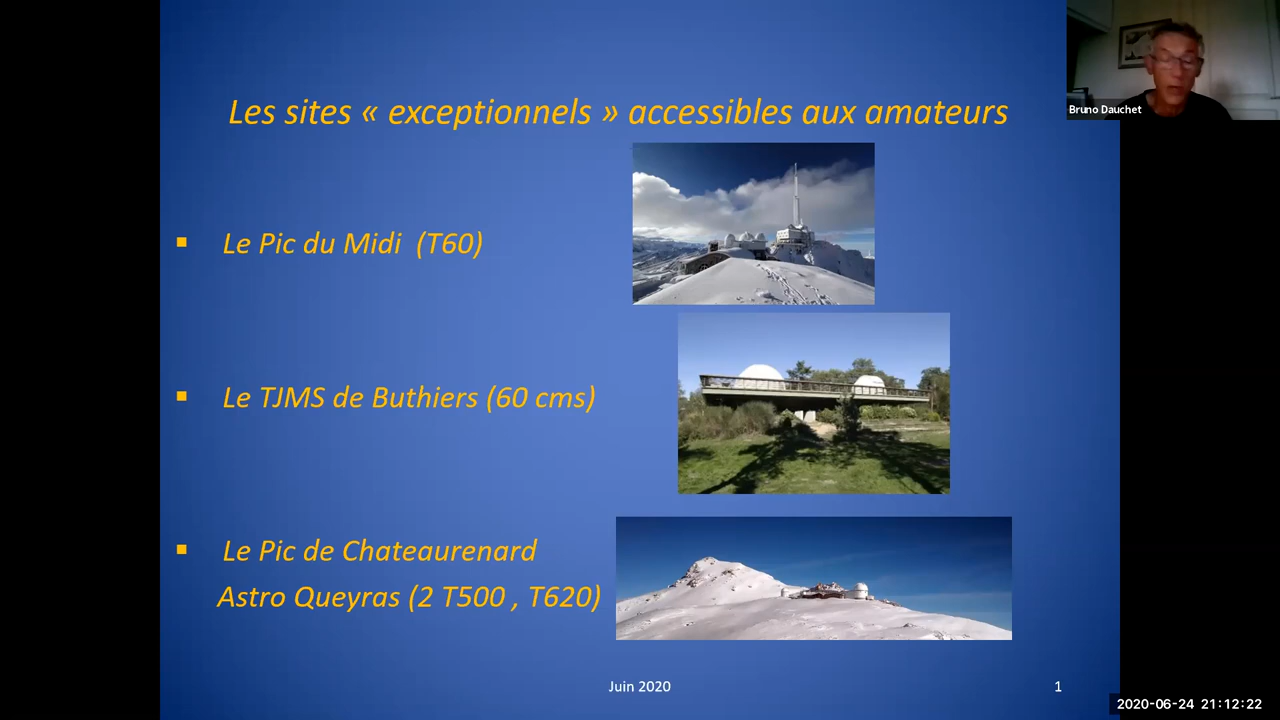 Les sites « exceptionnels » accessibles aux amateurs
Bruno Dauchet
▪ Le Pic du Midi (T60)
▪ Le TJMS de Buthiers (60 cms)
▪ Le Pic de Chateaurenard
Astro Queyras (2 T500 , T620)
Juin 2020
1
2020-06-24 21:12:22